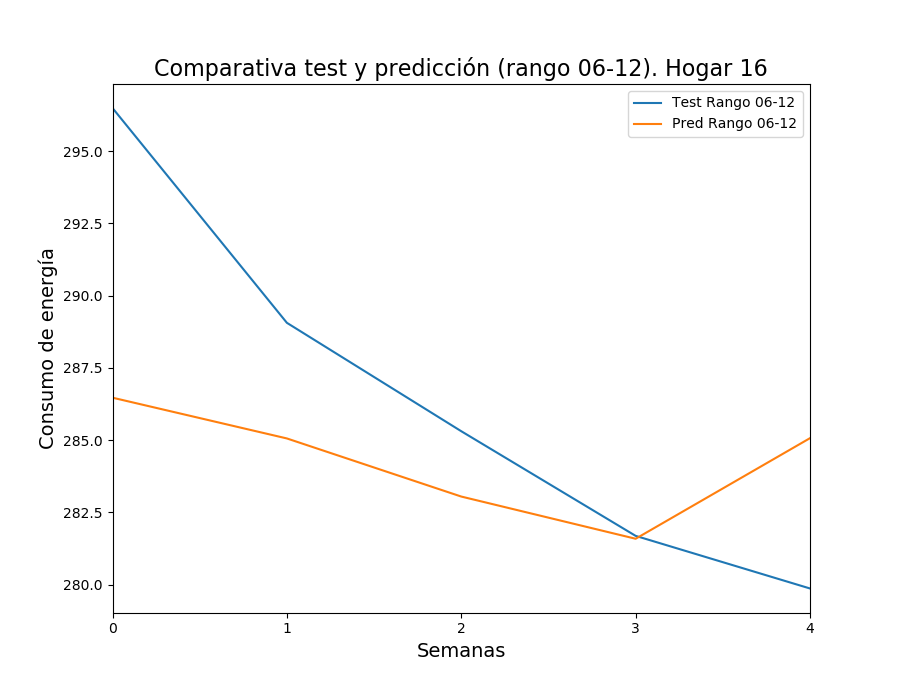 Comparativa test y predicción (rango 06-12). Hogar 16
Test Rango 06-12
Pred Rango 06-12
Consumo de energía
295.0
292.5
290.0
287.5
285.0
282.5
280.0
0 1 2 3 4
Semanas